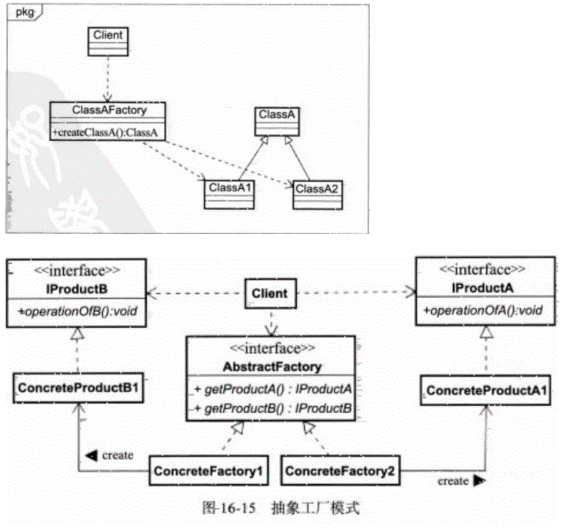 pkg
Client
ClassAFactory
+createClassA():ClassA
ClassA
ClassA1
ClassA2
<<interface>>
IProductB
+operationOfB():void
Client
<<interface>>
IProductA
+operationOfA():void
<<interface>>
AbstractFactory
+ getProductA() : IProductA
+ getProductB() : IProductB
ConcreteProductB1
ConcreteProductA1
create
ConcreteFactory1
ConcreteFactory2
create
图-16-15 抽象工厂模式